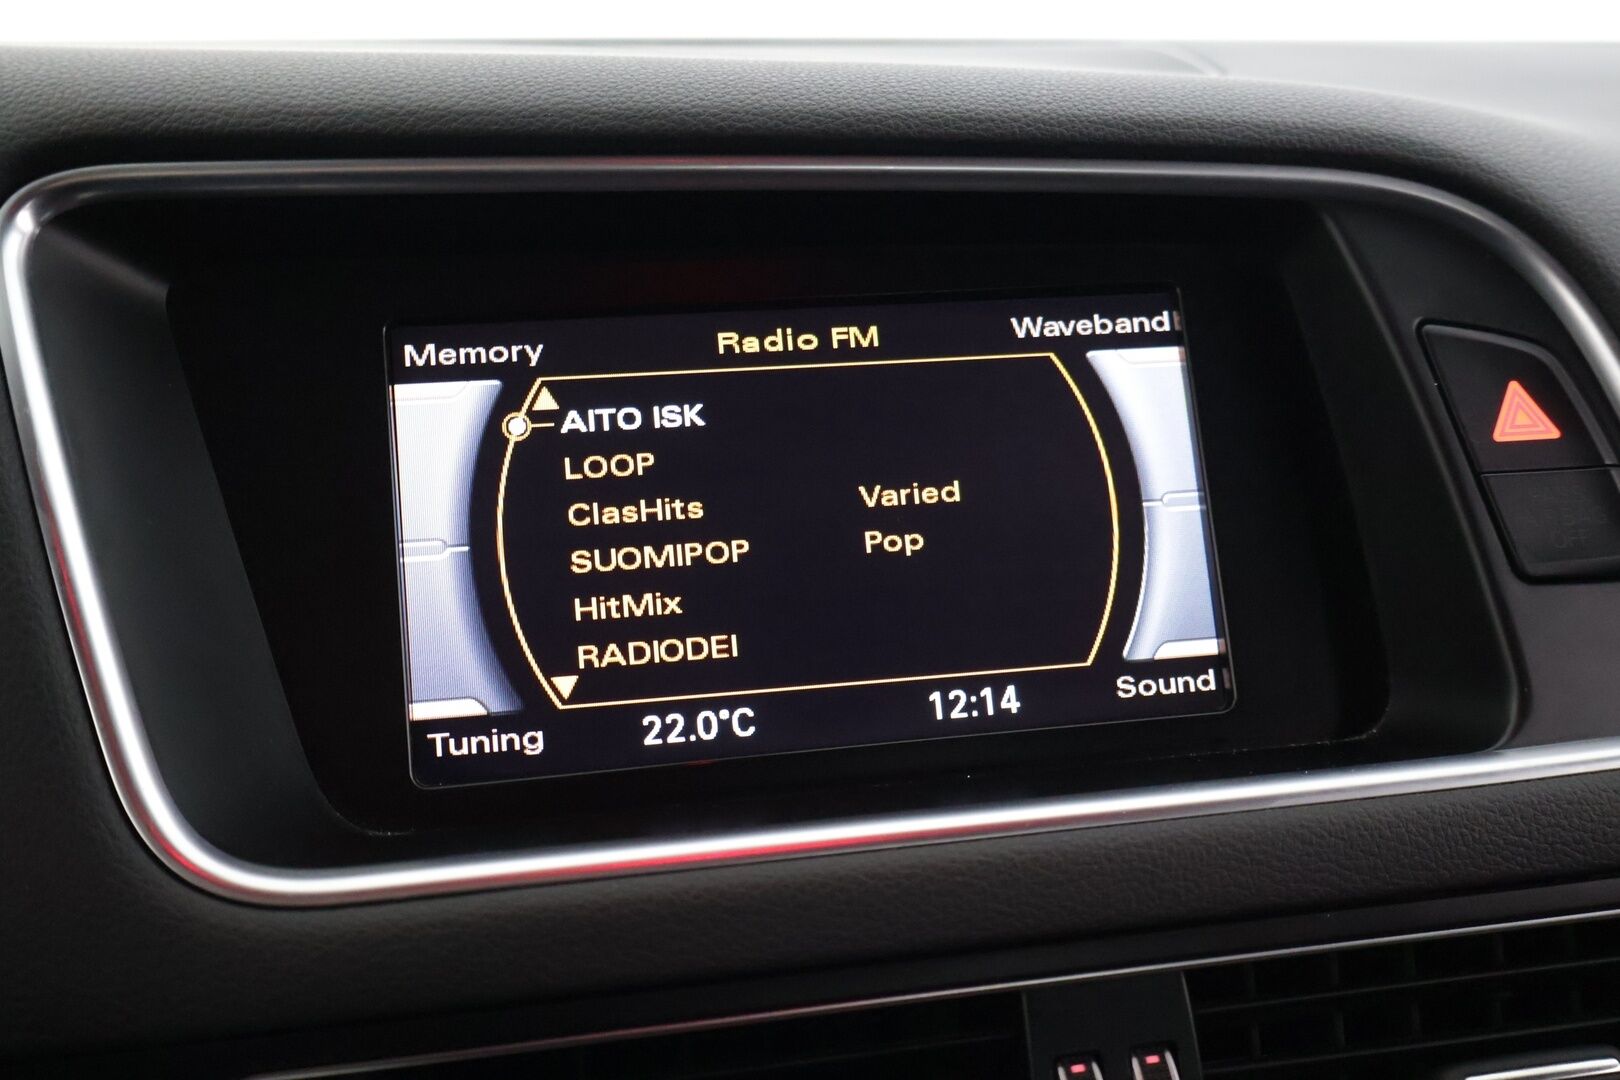 Memory Radio FM Waveband
AITO ISK
LOOP
ClasHits Varied
SUOMIPOP Pop
HitMix
RADIODEI
Tuning 22.0°C 12:14 Sound
OFF